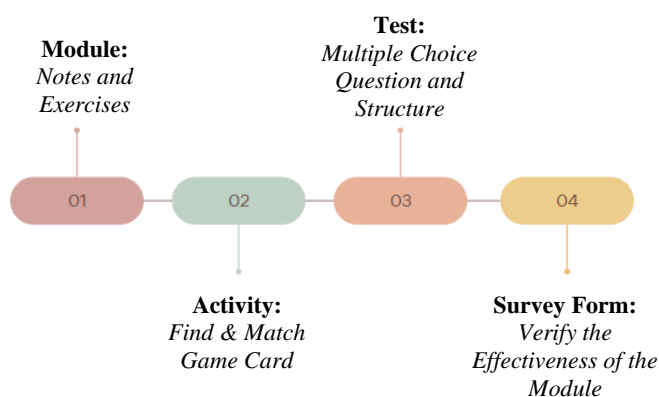 Module:
Notes and
Exercises
Test:
Multiple Choice
Question and
Structure
01
02
03
04
Activity:
Find & Match
Game Card
Survey Form:
Verify the
Effectiveness of the
Module